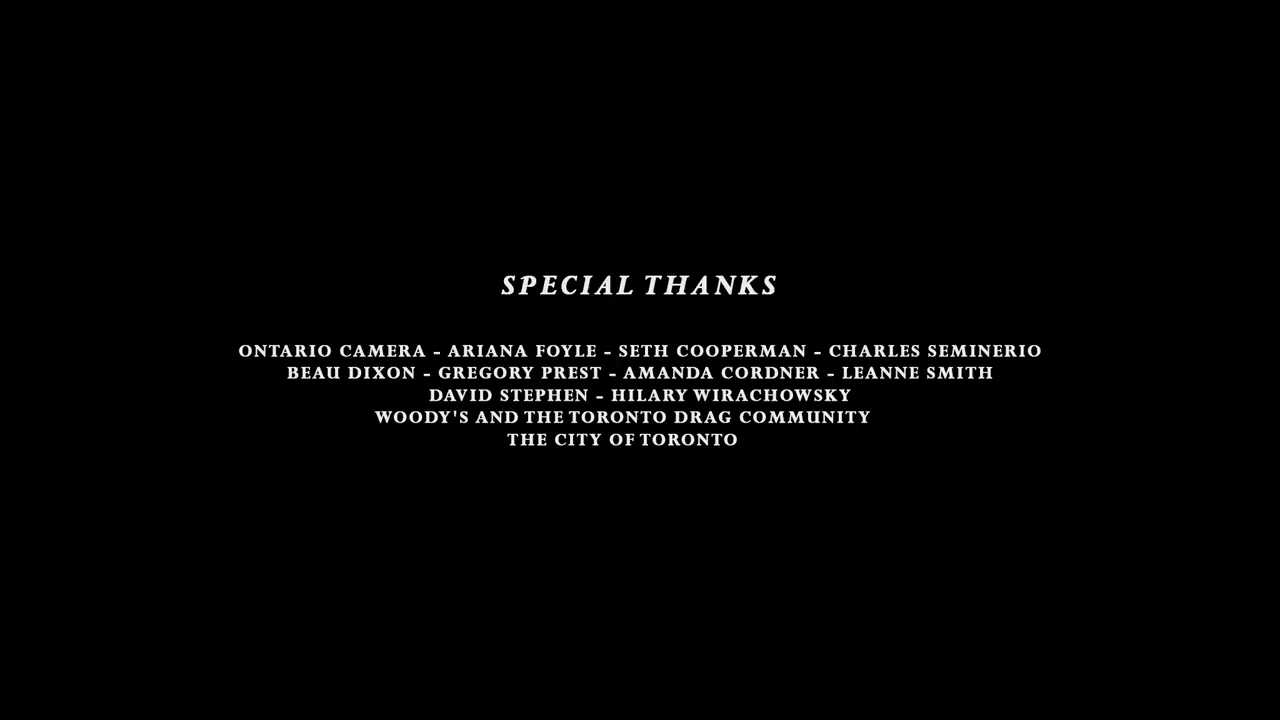 SPECIAL THANKS
ONTARIO CAMERA - ARIANA FOYLE - SETH COOPERMAN - CHARLES SEMINERIO
BEAU DIXON - GREGORY PREST - AMANDA CORDNER - LEANNE SMITH
DAVID STEPHEN - HILARY WIRACHOWSKY
WOODY'S AND THE TORONTO DRAG COMMUNITY
THE CITY OF TORONTO